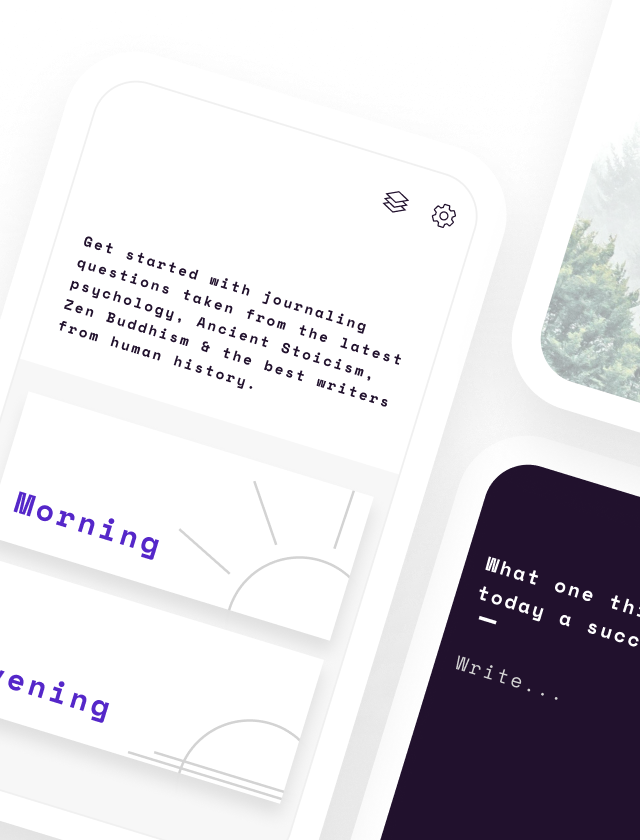 Get started with journaling
questions taken from the latest
psychology, Ancient Stoicism,
Zen Buddhism & the best writers
from human history.
Morning
vening
What one thi
today a succ
Write...